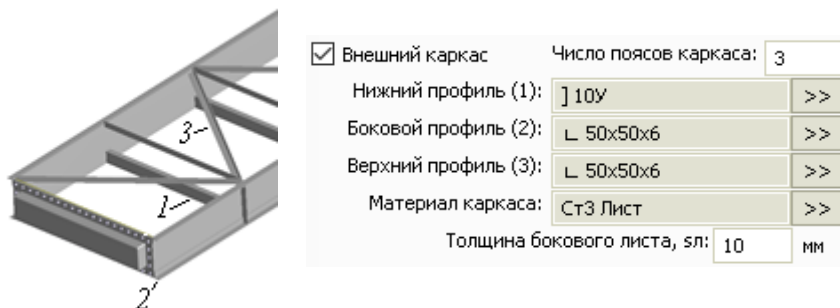 Внешний каркас Число поясов каркаса: 3
Нижний профиль (1): ] 10У >>
Боковой профиль (2): ∟ 50x50x6 >>
Верхний профиль (3): ∟ 50x50x6 >>
Материал каркаса: Ст3 Лист >>
Толщина бокового листа, sл: 10 мм
3
1
2